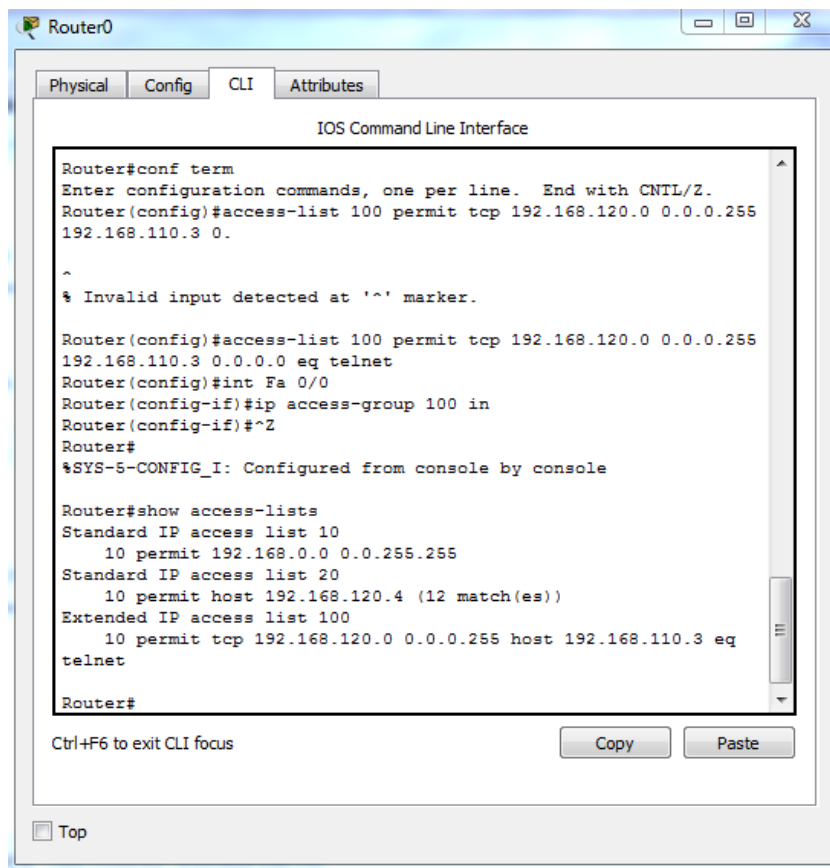 Router0
Physical Config CLI Attributes
IOS Command Line Interface
Router#conf term
Enter configuration commands, one per line.  End with CNTL/Z.
Router(config)#access-list 100 permit tcp 192.168.120.0 0.0.0.255
192.168.110.3 0.
^
% Invalid input detected at '^' marker.
Router(config)#access-list 100 permit tcp 192.168.120.0 0.0.0.255
192.168.110.3 0.0.0.0 eq telnet
Router(config)#int Fa 0/0
Router(config-if)#ip access-group 100 in
Router(config-if)#^Z
Router#
%SYS-5-CONFIG_I: Configured from console by console
Router#show access-lists
Standard IP access list 10
    10 permit 192.168.0.0 0.0.255.255
Standard IP access list 20
    10 permit host 192.168.120.4 (12 match(es))
Extended IP access list 100
    10 permit tcp 192.168.120.0 0.0.0.255 host 192.168.110.3 eq
telnet
Router#
Ctrl+F6 to exit CLI focus Copy Paste
Top